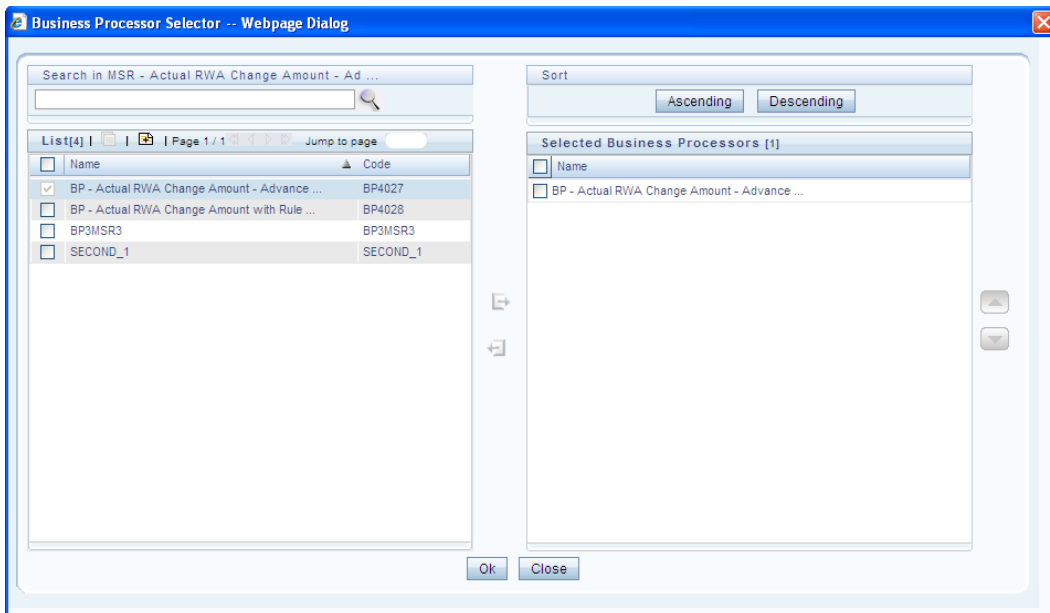 Business Processor Selector -- Webpage Dialog
Search in MSR - Actual RWA Change Amount - Ad ...
List[4] | | | Page 1 / 1 Jump to page
Name Code
BP - Actual RWA Change Amount - Advance ... BP4027
BP - Actual RWA Change Amount with Rule ... BP4028
BP3MSR3 BP3MSR3
SECOND_1 SECOND_1
Sort
Ascending Descending
Selected Business Processors [1]
Name
BP - Actual RWA Change Amount - Advance ...
Ok Close